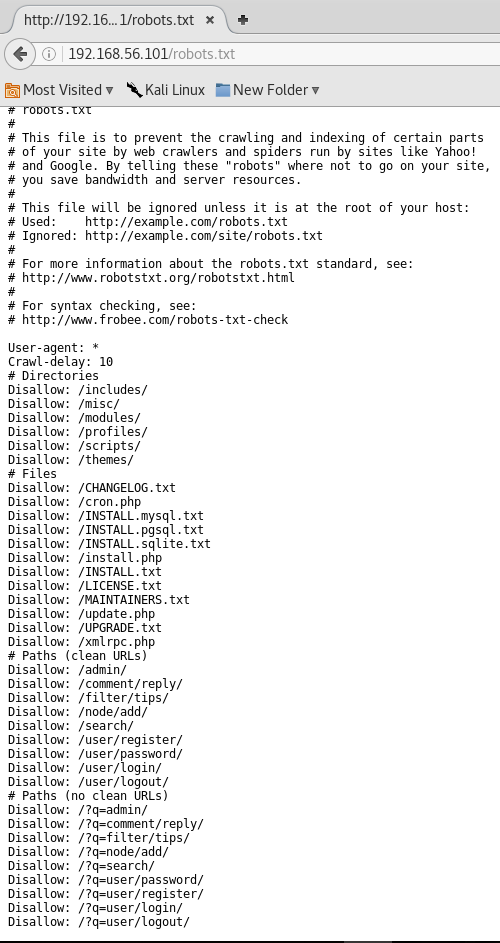 http://192.16...1/robots.txt
192.168.56.101/robots.txt
Most Visited Kali Linux New Folder
# robots.txt
#
# This file is to prevent the crawling and indexing of certain parts
# of your site by web crawlers and spiders run by sites like Yahoo!
# and Google. By telling these "robots" where not to go on your site,
# you save bandwidth and server resources.
#
# This file will be ignored unless it is at the root of your host:
# Used:    http://example.com/robots.txt
# Ignored: http://example.com/site/robots.txt
#
# For more information about the robots.txt standard, see:
# http://www.robotstxt.org/robotstxt.html
#
# For syntax checking, see:
# http://www.frobee.com/robots-txt-check

User-agent: *
Crawl-delay: 10
# Directories
Disallow: /includes/
Disallow: /misc/
Disallow: /modules/
Disallow: /profiles/
Disallow: /scripts/
Disallow: /themes/
# Files
Disallow: /CHANGELOG.txt
Disallow: /cron.php
Disallow: /INSTALL.mysql.txt
Disallow: /INSTALL.pgsql.txt
Disallow: /INSTALL.sqlite.txt
Disallow: /install.php
Disallow: /INSTALL.txt
Disallow: /LICENSE.txt
Disallow: /MAINTAINERS.txt
Disallow: /update.php
Disallow: /UPGRADE.txt
Disallow: /xmlrpc.php
# Paths (clean URLs)
Disallow: /admin/
Disallow: /comment/reply/
Disallow: /filter/tips/
Disallow: /node/add/
Disallow: /search/
Disallow: /user/register/
Disallow: /user/password/
Disallow: /user/login/
Disallow: /user/logout/
# Paths (no clean URLs)
Disallow: /?q=admin/
Disallow: /?q=comment/reply/
Disallow: /?q=filter/tips/
Disallow: /?q=node/add/
Disallow: /?q=search/
Disallow: /?q=user/password/
Disallow: /?q=user/register/
Disallow: /?q=user/login/
Disallow: /?q=user/logout/